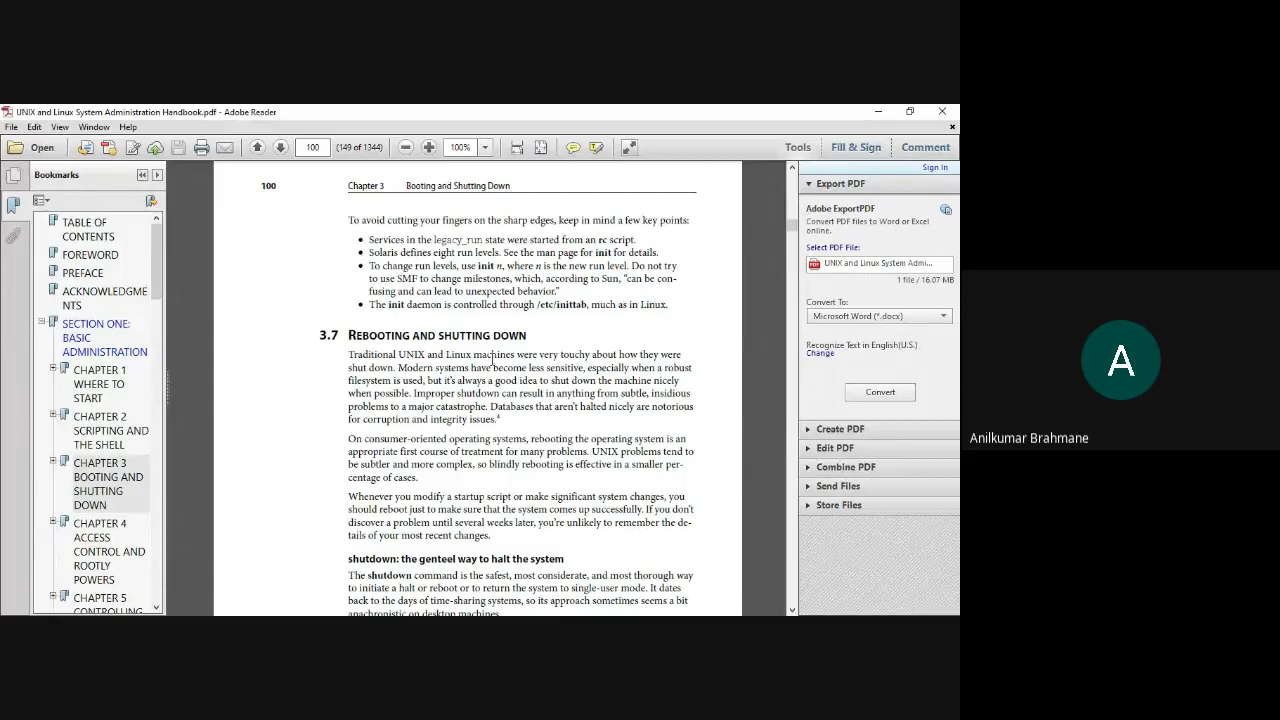 UNIX and Linux System Administration Handbook.pdf - Adobe Reader
File Edit View Window Help
Open 100 (149 of 1344) 100% Tools Fill & Sign Comment
Bookmarks
TABLE OF
CONTENTS
FOREWORD
PREFACE
ACKNOWLEDGME
NTS
SECTION ONE:
BASIC
ADMINISTRATION
CHAPTER 1
WHERE TO
START
CHAPTER 2
SCRIPTING AND
THE SHELL
CHAPTER 3
BOOTING AND
SHUTTING
DOWN
CHAPTER 4
ACCESS
CONTROL AND
ROOTLY
POWERS
CHAPTER 5
CONTROLLING
100 Chapter 3 Booting and Shutting Down
To avoid cutting your fingers on the sharp edges, keep in mind a few key points:
• Services in the legacy_run state were started from an rc script.
• Solaris defines eight run levels. See the man page for init for details.
• To change run levels, use init n, where n is the new run level. Do not try
to use SMF to change milestones, which, according to Sun, “can be con-
fusing and can lead to unexpected behavior.”
• The init daemon is controlled through /etc/inittab, much as in Linux.
3.7 REBOOTING AND SHUTTING DOWN
Traditional UNIX and Linux machines were very touchy about how they were
shut down. Modern systems have become less sensitive, especially when a robust
filesystem is used, but it’s always a good idea to shut down the machine nicely
when possible. Improper shutdown can result in anything from subtle, insidious
problems to a major catastrophe. Databases that aren’t halted nicely are notorious
for corruption and integrity issues.4
On consumer-oriented operating systems, rebooting the operating system is an
appropriate first course of treatment for many problems. UNIX problems tend to
be subtler and more complex, so blindly rebooting is effective in a smaller per-
centage of cases.
Whenever you modify a startup script or make significant system changes, you
should reboot just to make sure that the system comes up successfully. If you don’t
discover a problem until several weeks later, you’re unlikely to remember the de-
tails of your most recent changes.
shutdown: the genteel way to halt the system
The shutdown command is the safest, most considerate, and most thorough way
to initiate a halt or reboot or to return the system to single-user mode. It dates
back to the days of time-sharing systems, so its approach sometimes seems a bit
anachronistic on desktop machines.
Sign In
Export PDF
Adobe ExportPDF
Convert PDF files to Word or Excel
online.
Select PDF File:
UNIX and Linux System Admi...
1 file / 16.07 MB
Convert To:
Microsoft Word (*.docx)
Recognize Text in English(U.S.)
Change
Convert
Create PDF
Edit PDF
Combine PDF
Send Files
Store Files
A
Anilkumar Brahmane